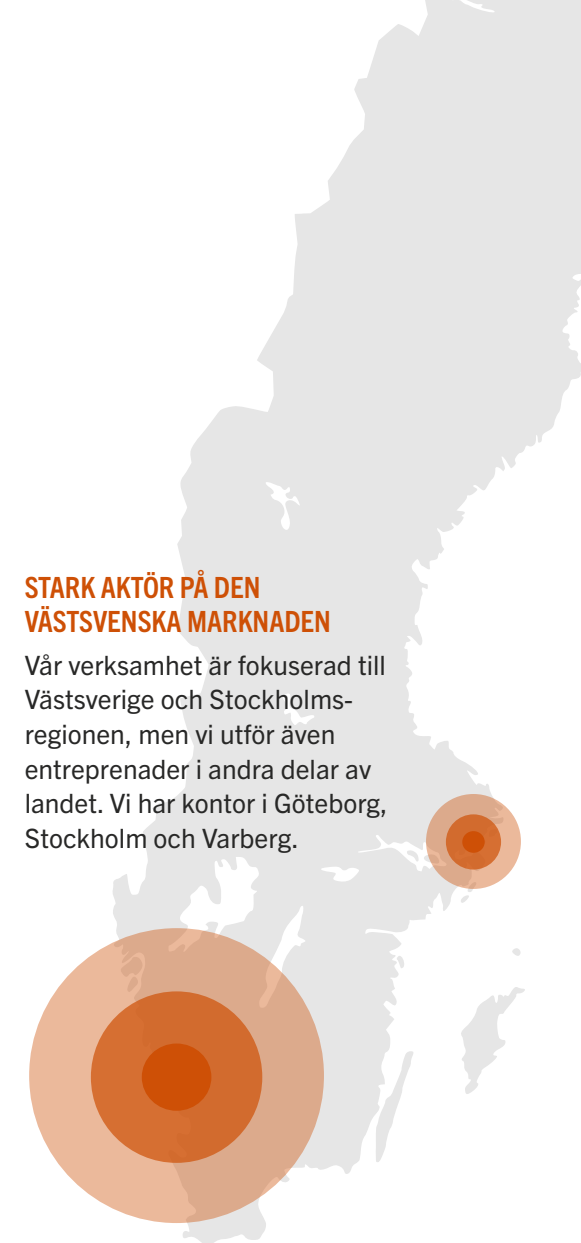 STARK AKTÖR PÅ DEN
VÄSTSVENSKA MARKNADEN
Vår verksamhet är fokuserad till
Västsverige och Stockholms-
regionen, men vi utför även
entreprenader i andra delar av
landet. Vi har kontor i Göteborg,
Stockholm och Varberg.